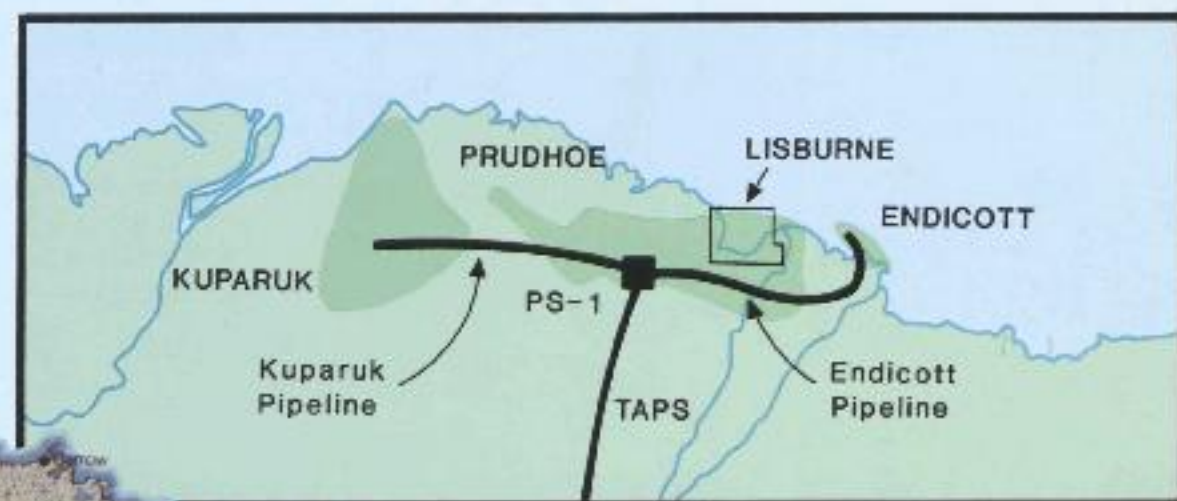 PRUDHOE
LISBURNE
ENDICOTT
KUPARUK
PS-1
Kuparuk
Pipeline
TAPS
Endicott
Pipeline